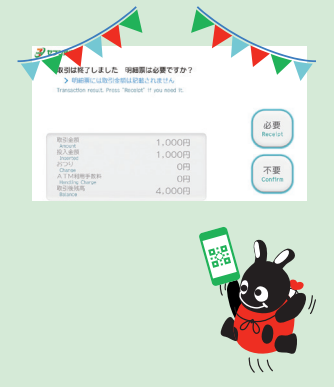 取引は終了しました　明細票は必要ですか？
明細票には取引金額は記載されません
Transaction result. Press "Receipt" if you need it.
必要
Receipt
取引金額 1,000円
Amount
投入金額 1,000円
Inserted
おつり 0円
Change
ATM利用手数料 0円
Handling Charge
取引後残高 4,000円
Balance
不要
Confirm